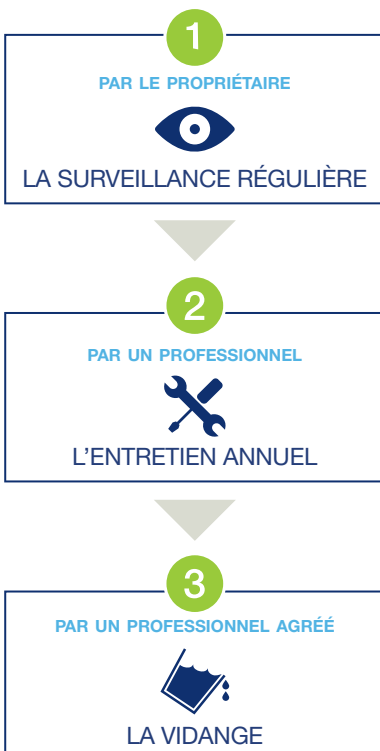 1
PAR LE PROPRIÉTAIRE
LA SURVEILLANCE RÉGULIÈRE
2
PAR UN PROFESSIONNEL
L'ENTRETIEN ANNUEL
3
PAR UN PROFESSIONNEL AGRÉÉ
LA VIDANGE